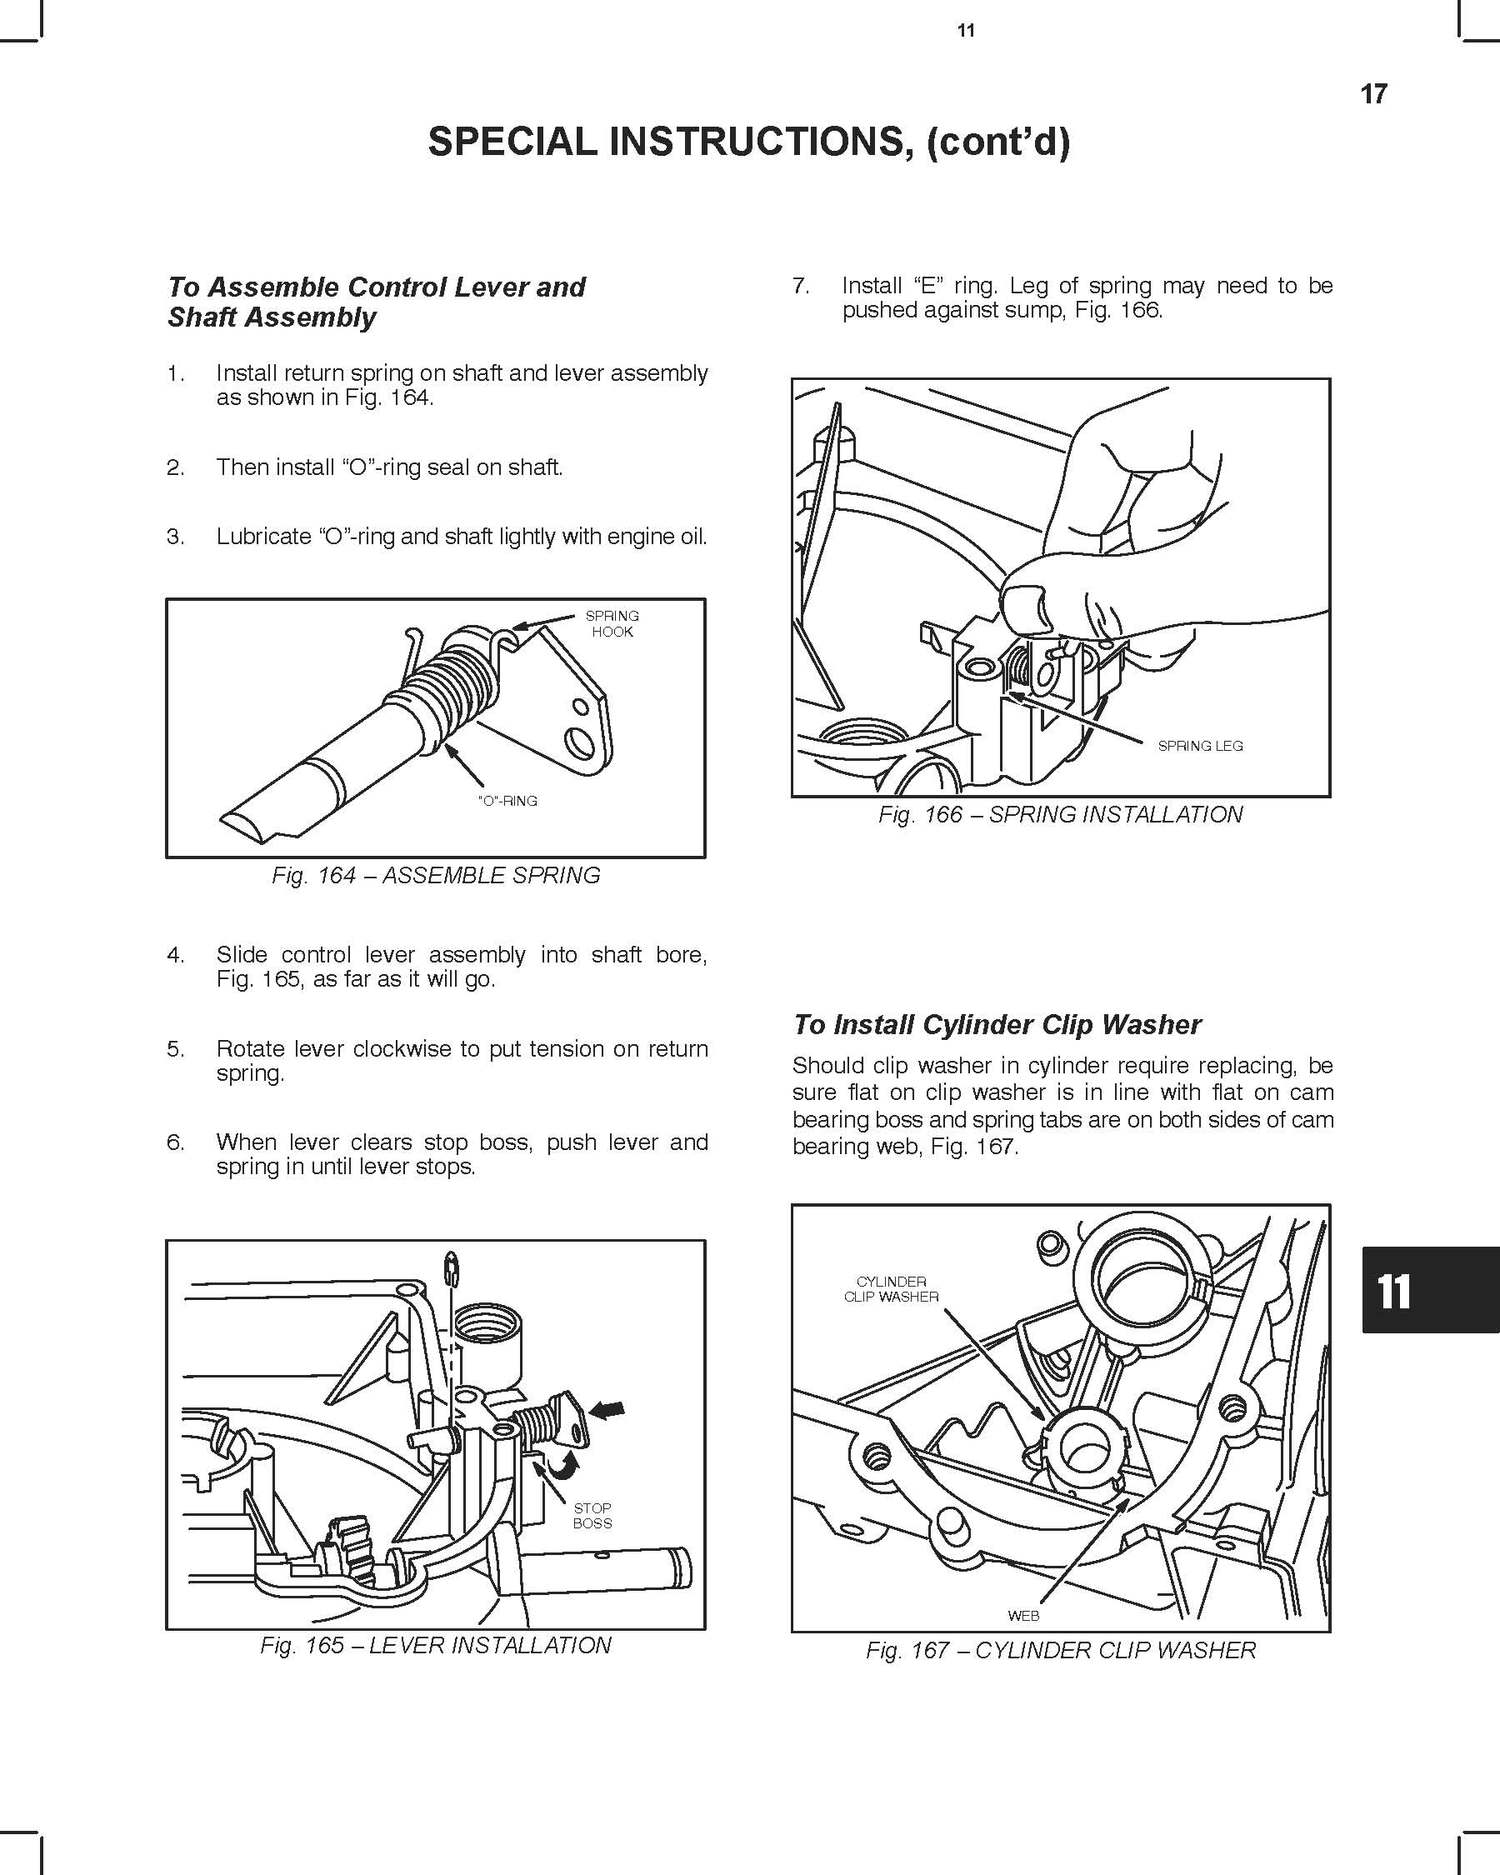 11
17
SPECIAL INSTRUCTIONS, (cont’d)
To Assemble Control Lever and
Shaft Assembly
1. Install return spring on shaft and lever assembly
as shown in Fig. 164.
2. Then install “O”-ring seal on shaft.
3. Lubricate “O”-ring and shaft lightly with engine oil.
SPRING
HOOK
"O"-RING
Fig. 164 – ASSEMBLE SPRING
4. Slide control lever assembly into shaft bore,
Fig. 165, as far as it will go.
5. Rotate lever clockwise to put tension on return
spring.
6. When lever clears stop boss, push lever and
spring in until lever stops.
STOP
BOSS
Fig. 165 – LEVER INSTALLATION
7. Install “E” ring. Leg of spring may need to be
pushed against sump, Fig. 166.
SPRING LEG
Fig. 166 – SPRING INSTALLATION
To Install Cylinder Clip Washer
Should clip washer in cylinder require replacing, be
sure flat on clip washer is in line with flat on cam
bearing boss and spring tabs are on both sides of cam
bearing web, Fig. 167.
CYLINDER
CLIP WASHER
WEB
Fig. 167 – CYLINDER CLIP WASHER
11